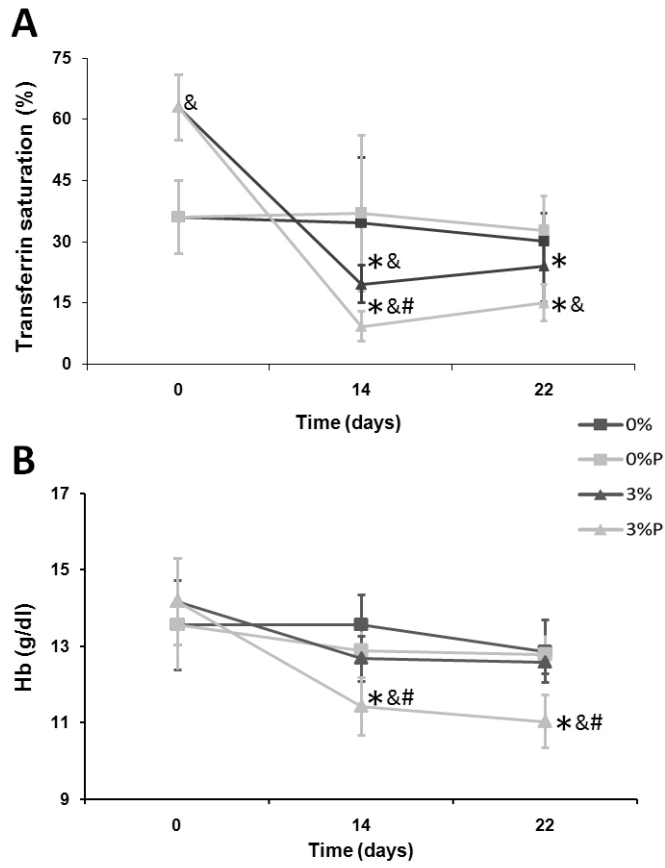 A
Transferrin saturation (%)
75
60
45
30
15
0
&
*&
*&#
*
*&
0 14 22
Time (days)
0%
0%P
3%
3%P
B
Hb (g/dl)
17
15
13
11
9
*&#
*&#
0 14 22
Time (days)